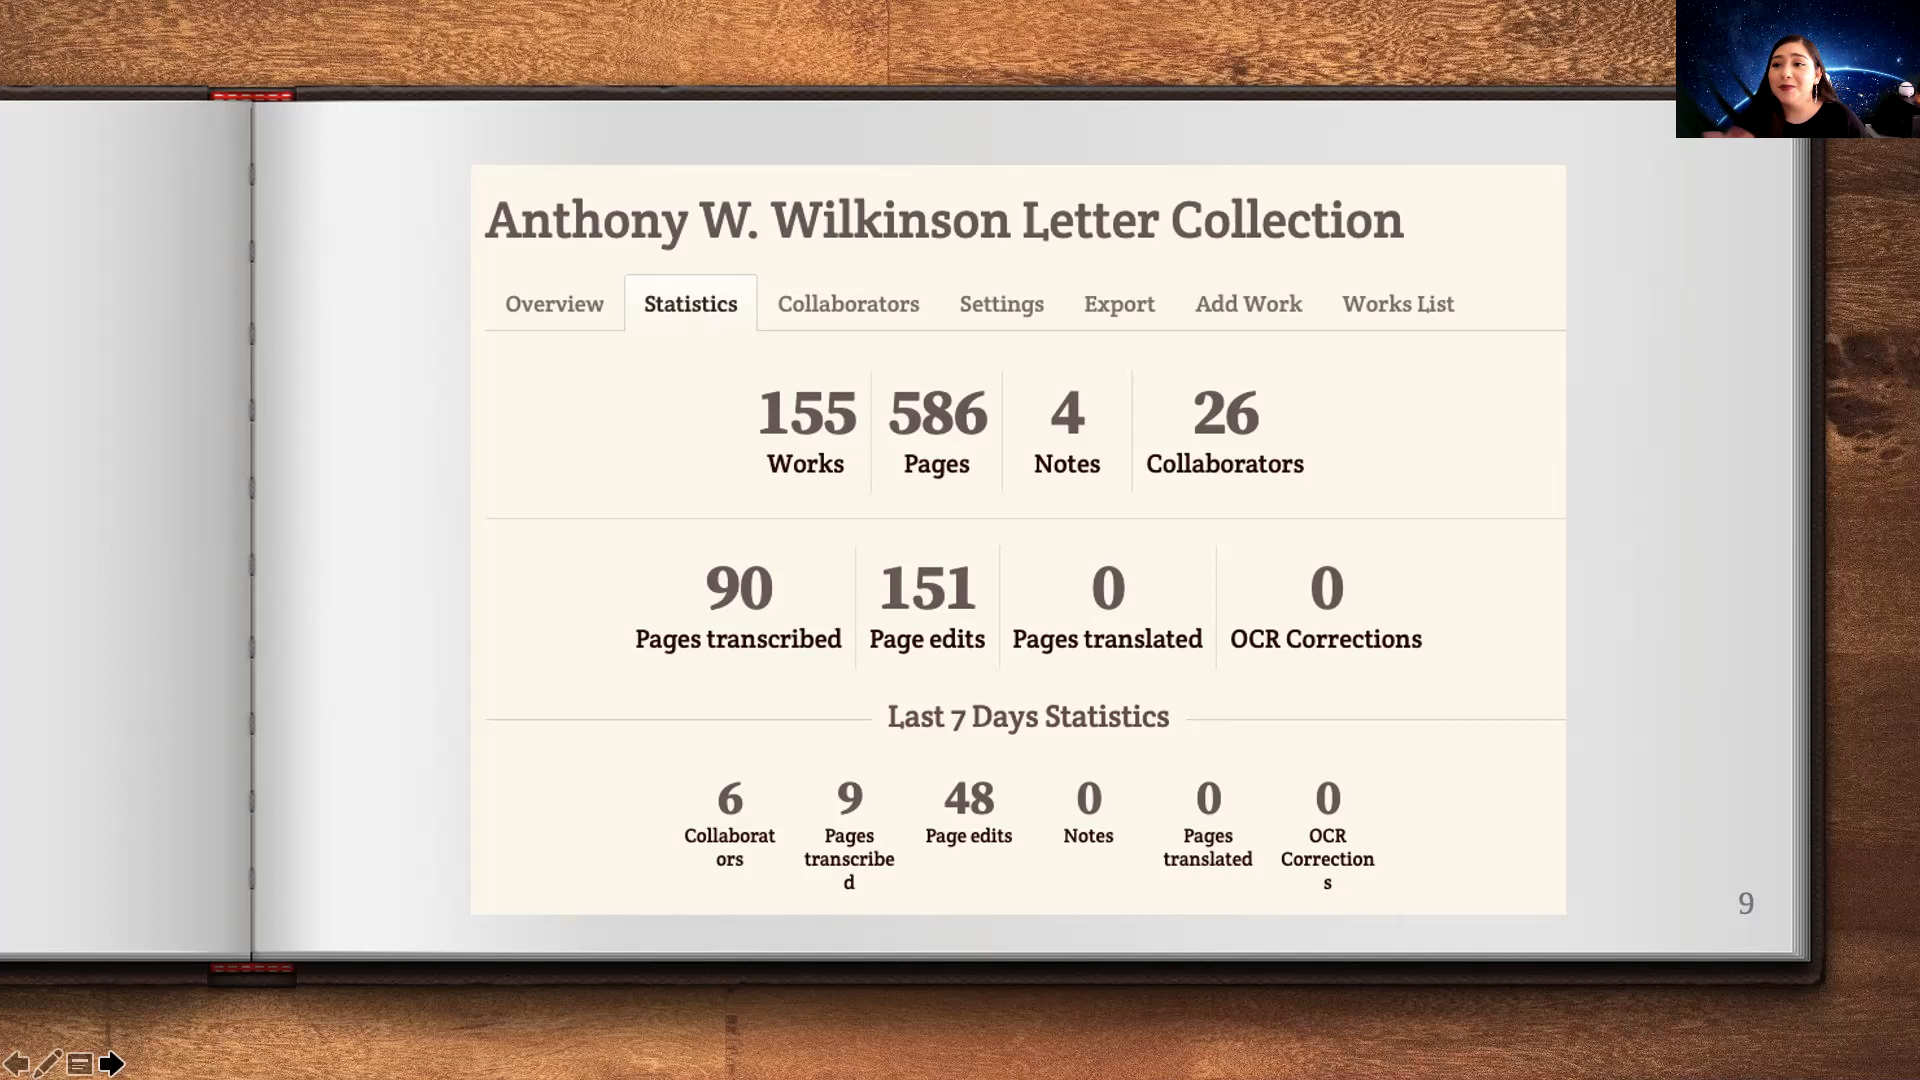 Anthony W. Wilkinson Letter Collection
Overview Statistics Collaborators Settings Export Add Work Works List
155 586 4 26
Works Pages Notes Collaborators
90 151 0 0
Pages transcribed Page edits Pages translated OCR Corrections
Last 7 Days Statistics
6 9 48 0 0 0
Collaborat Pages Page edits Notes Pages OCR
ors transcribe translated Correction
d s
9